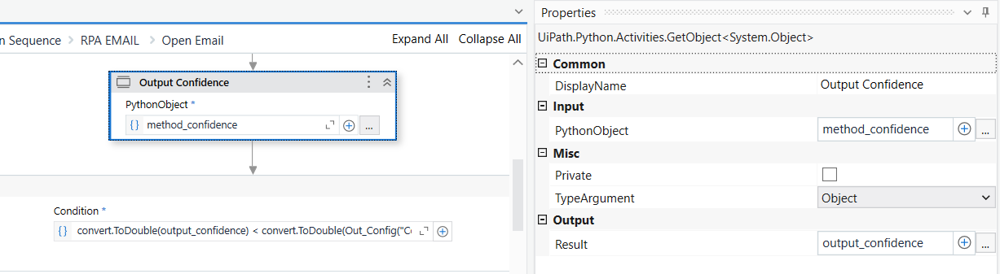 n Sequence > RPA EMAIL > Open Email
Expand All Collapse All
Output Confidence
PythonObject *
{} method_confidence ...
Condition *
{} convert.ToDouble(output_confidence) < convert.ToDouble(Out_Config("C
Properties
UiPath.Python.Activities.GetObject<System.Object>
Common
DisplayName Output Confidence
Input
PythonObject method_confidence ...
Misc
Private
TypeArgument Object
Output
Result output_confidence ...